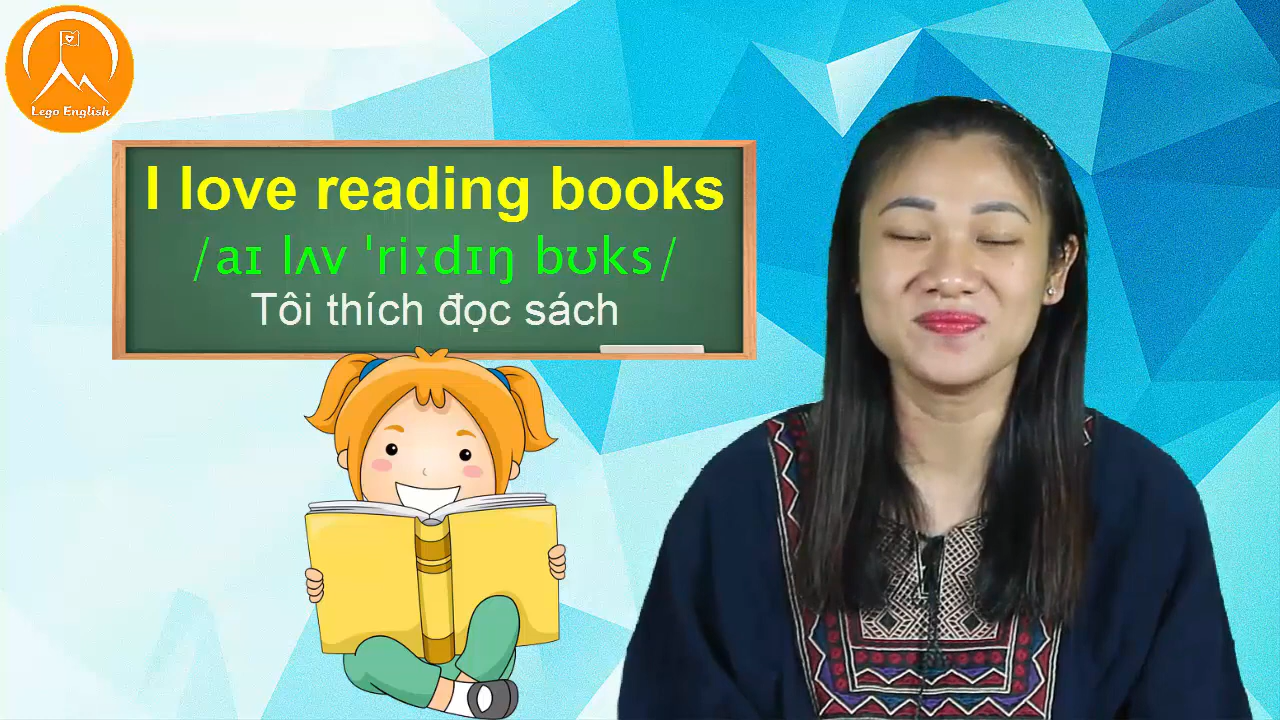 Lego English
I love reading books
/aɪ lʌv ˈriːdɪŋ bʊks/
Tôi thích đọc sách